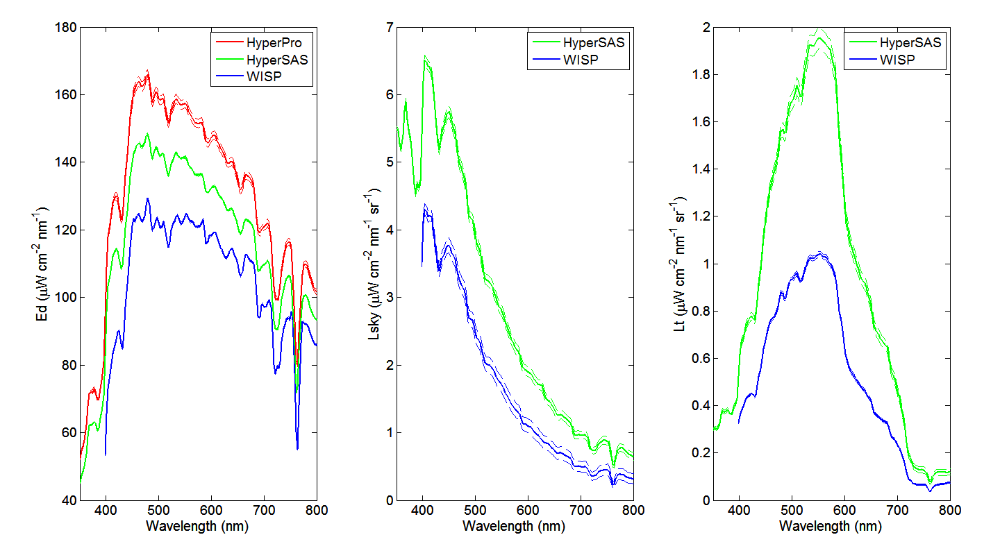 180
160
140
120
100
80
60
40
400 500 600 700 800
Wavelength (nm)
Ed (μW cm-2 nm-1)
HyperPro
HyperSAS
WISP
7
6
5
4
3
2
1
0
400 500 600 700 800
Wavelength (nm)
Lsky (μW cm-2 nm-1 sr-1)
HyperSAS
WISP
2
1.8
1.6
1.4
1.2
1
0.8
0.6
0.4
0.2
0
400 500 600 700 800
Wavelength (nm)
Lt (μW cm-2 nm-1 sr-1)
HyperSAS
WISP